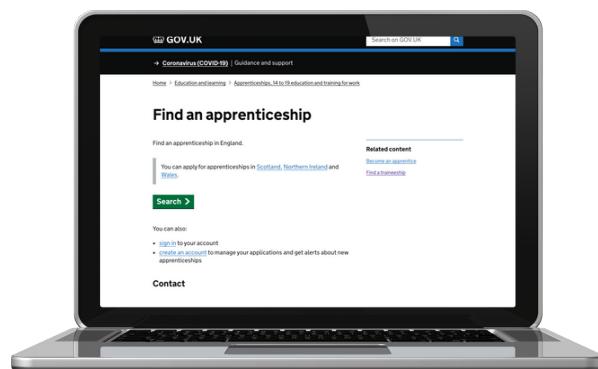 GOV.UK
Search on GOV.UK
→ Coronavirus (COVID-19) | Guidance and support
Home > Education and learning > Apprenticeships, 14 to 19 education and training for work
Find an apprenticeship
Find an apprenticeship in England.
You can apply for apprenticeships in Scotland, Northern Ireland and
Wales.
Search >
You can also:
• sign in to your account
• create an account to manage your applications and get alerts about new
apprenticeships
Contact
Related content
Become an apprentice
Find a traineeship